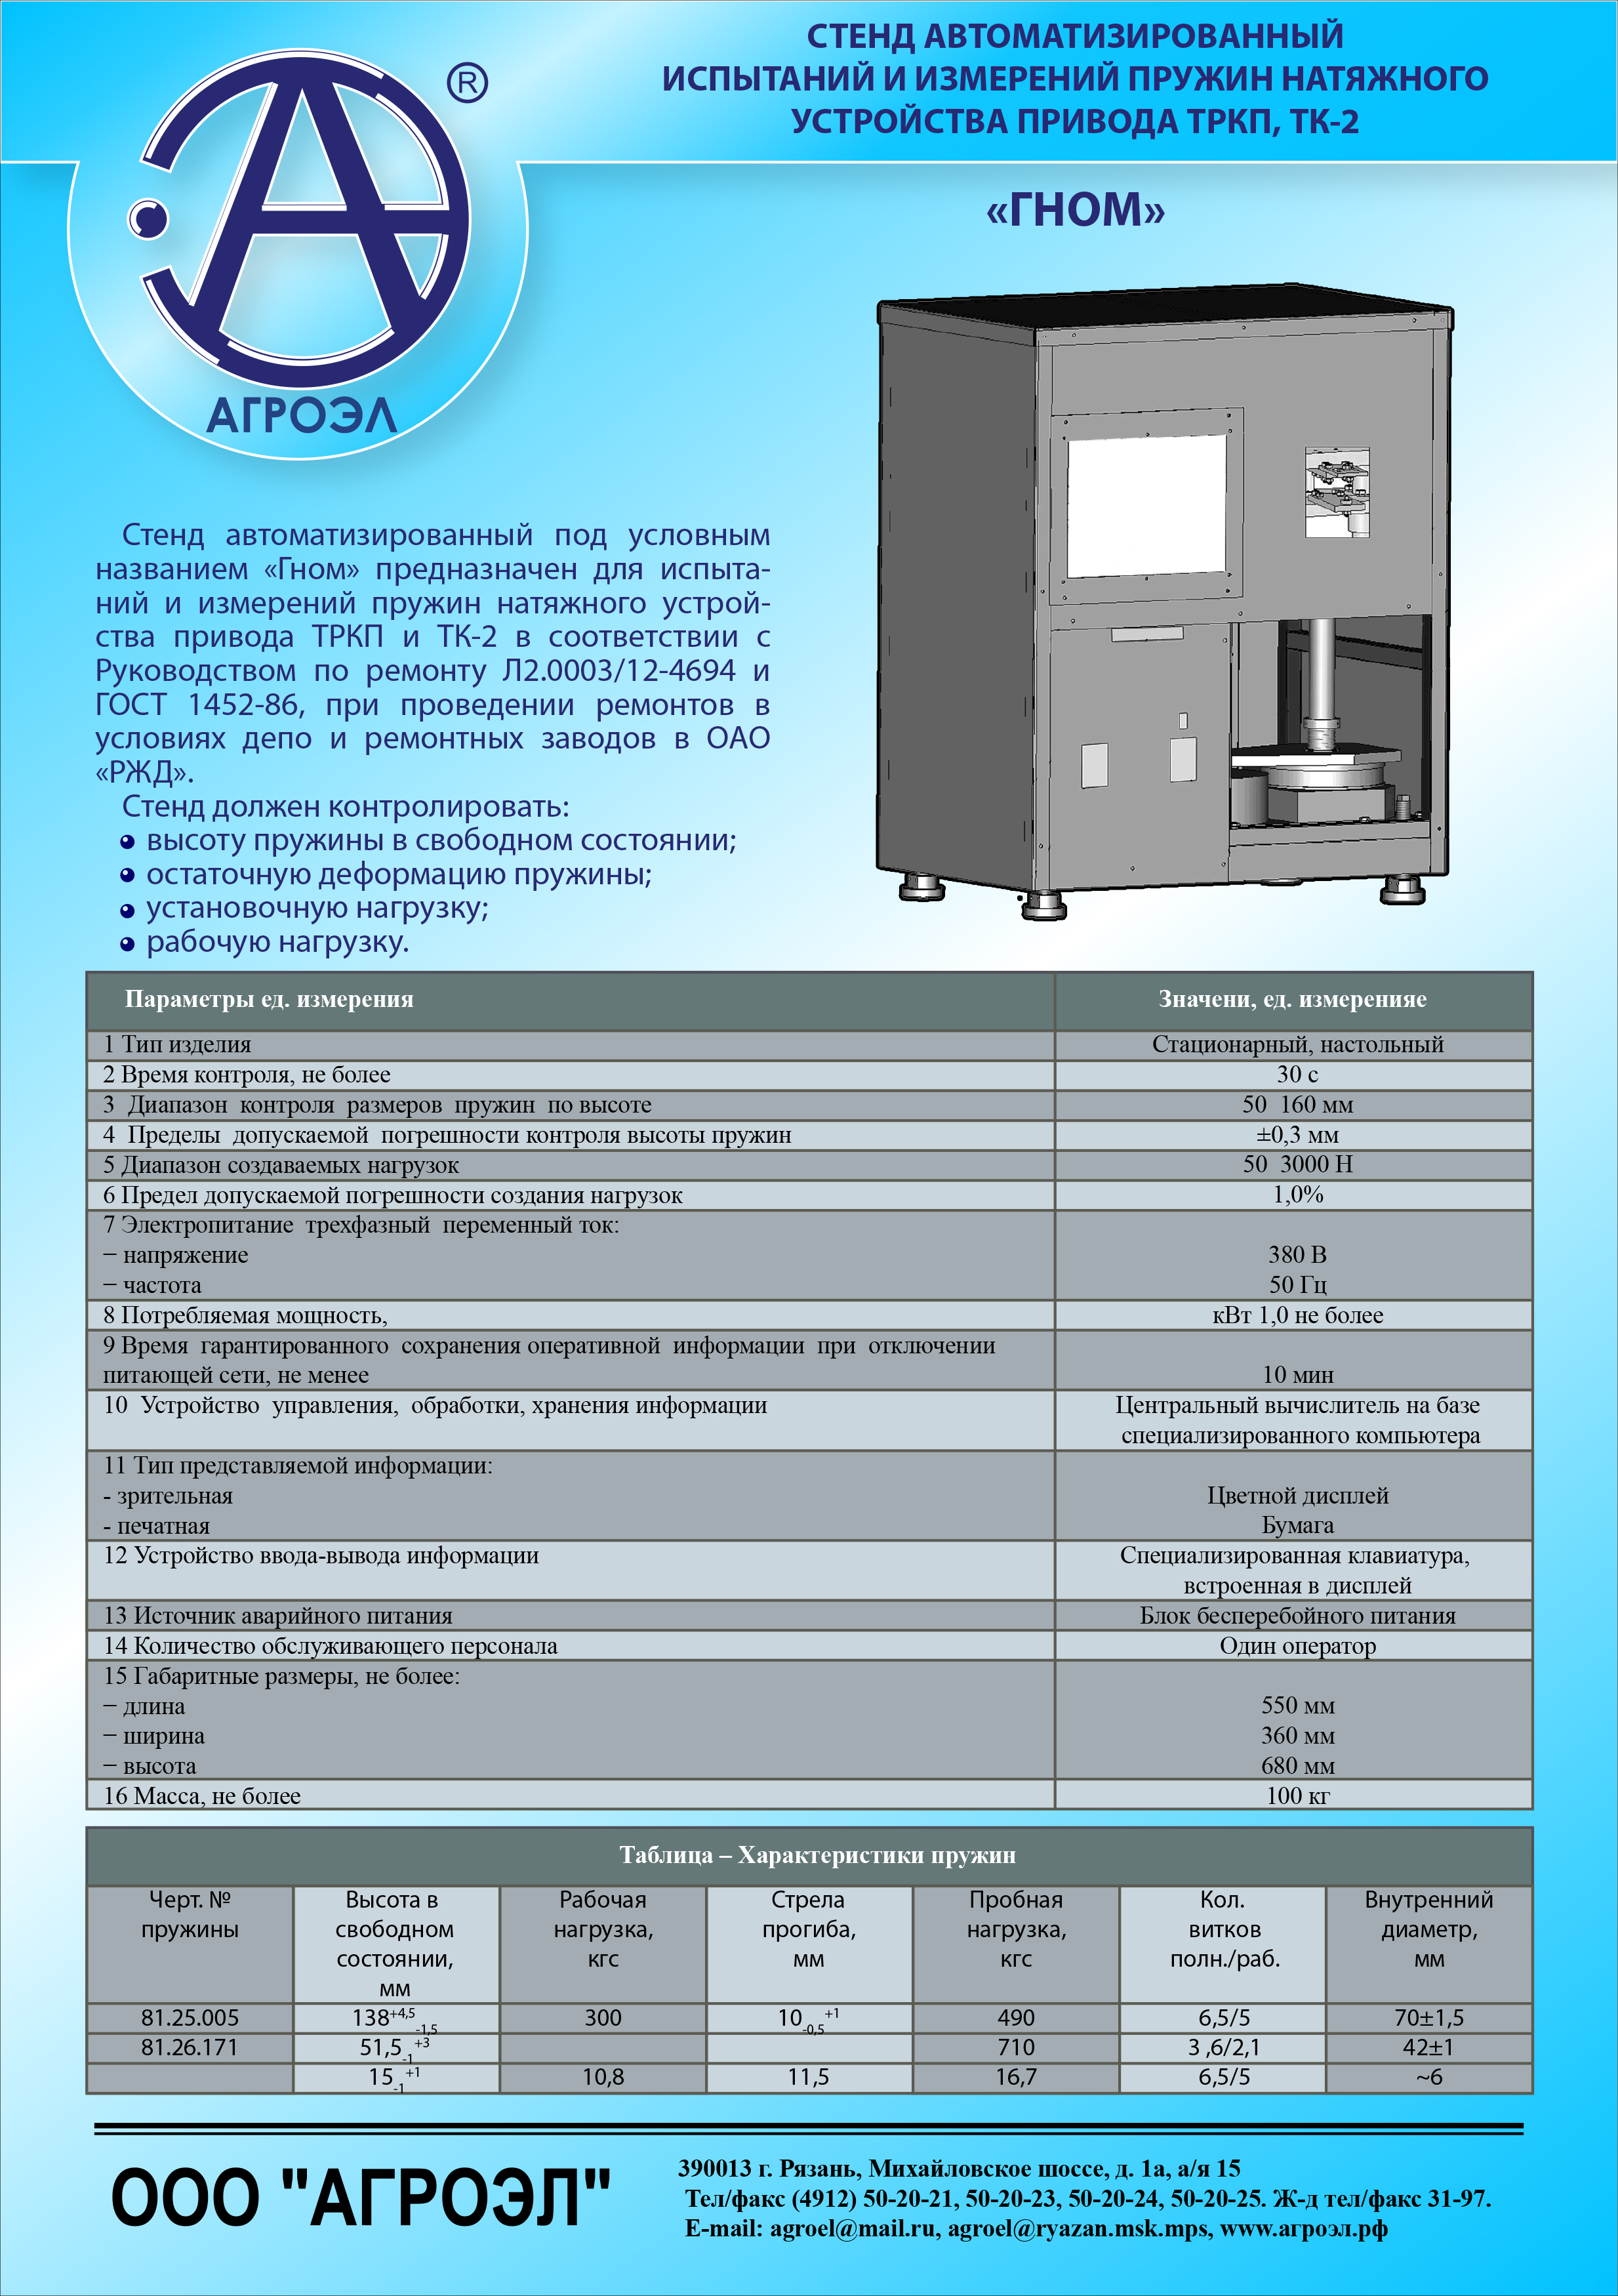 СТЕНД АВТОМАТИЗИРОВАННЫЙ
ИСПЫТАНИЙ И ИЗМЕРЕНИЙ ПРУЖИН НАТЯЖНОГО
УСТРОЙСТВА ПРИВОДА ТРКП, ТК-2
®
«ГНОМ»
АГРОЭЛ
Стенд автоматизированный под условным
названием «Гном» предназначен для испыта-
ний и измерений пружин натяжного устрой-
ства привода ТРКП и ТК-2 в соответствии с
Руководством по ремонту Л2.0003/12-4694 и
ГОСТ 1452-86, при проведении ремонтов в
условиях депо и ремонтных заводов в ОАО
«РЖД».
Стенд должен контролировать:
высоту пружины в свободном состоянии;
остаточную деформацию пружины;
установочную нагрузку;
рабочую нагрузку.
Параметры ед. измерения Значени, ед. измеренияе
1 Тип изделия Стационарный, настольный
2 Время контроля, не более 30 с
3 Диапазон контроля размеров пружин по высоте 50 160 мм
4 Пределы допускаемой погрешности контроля высоты пружин ±0,3 мм
5 Диапазон создаваемых нагрузок 50 3000 Н
6 Предел допускаемой погрешности создания нагрузок 1,0%
7 Электропитание трехфазный переменный ток:
− напряжение 380 В
− частота 50 Гц
8 Потребляемая мощность, кВт 1,0 не более
9 Время гарантированного сохранения оперативной информации при отключении
питающей сети, не менее 10 мин
10 Устройство управления, обработки, хранения информации Центральный вычислитель на базе
специализированного компьютера
11 Тип представляемой информации:
- зрительная Цветной дисплей
- печатная Бумага
12 Устройство ввода-вывода информации Специализированная клавиатура,
встроенная в дисплей
13 Источник аварийного питания Блок бесперебойного питания
14 Количество обслуживающего персонала Один оператор
15 Габаритные размеры, не более:
− длина 550 мм
− ширина 360 мм
− высота 680 мм
16 Масса, не более 100 кг
Таблица – Характеристики пружин
Черт. № Высота в Рабочая Стрела Пробная Кол. Внутренний
пружины свободном нагрузка, прогиба, нагрузка, витков диаметр,
состоянии, кгс мм кгс полн./раб. мм
мм
81.25.005 138+4,5-1,5 300 10-0,5+1 490 6,5/5 70±1,5
81.26.171 51,5-1+3 710 3 ,6/2,1 42±1
15-1+1 10,8 11,5 16,7 6,5/5 ~6
ООО "АГРОЭЛ"
390013 г. Рязань, Михайловское шоссе, д. 1а, а/я 15
Тел/факс (4912) 50-20-21, 50-20-23, 50-20-24, 50-20-25. Ж-д тел/факс 31-97.
E-mail: agroel@mail.ru, agroel@ryazan.msk.mps, www.агроэл.рф